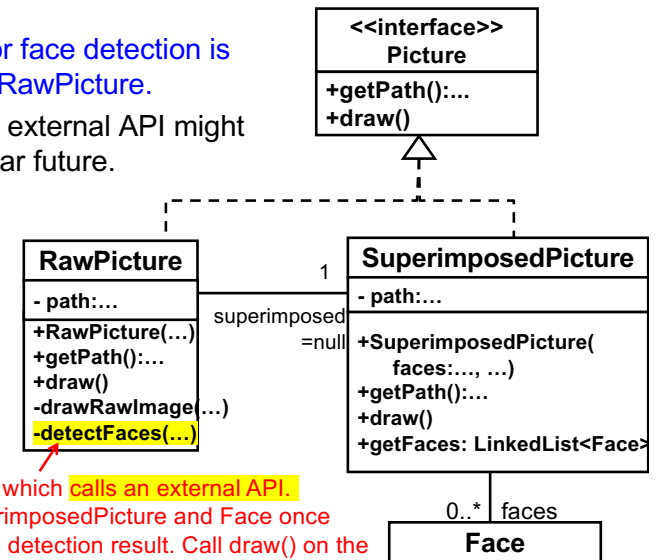 or face detection is
RawPicture.
external API might
ar future.
<<interface>>
Picture
+getPath():...
+draw()
RawPicture
- path:…
+RawPicture(…)
+getPath():…
+draw()
-drawRawImage(…)
-detectFaces(…)
1
superimposed
=null
SuperimposedPicture
- path:…
+SuperimposedPicture(
faces:…, …)
+getPath():…
+draw()
+getFaces: LinkedList<Face>
which calls an external API.
rimposedPicture and Face once
detection result. Call draw() on the
0..* faces
Face